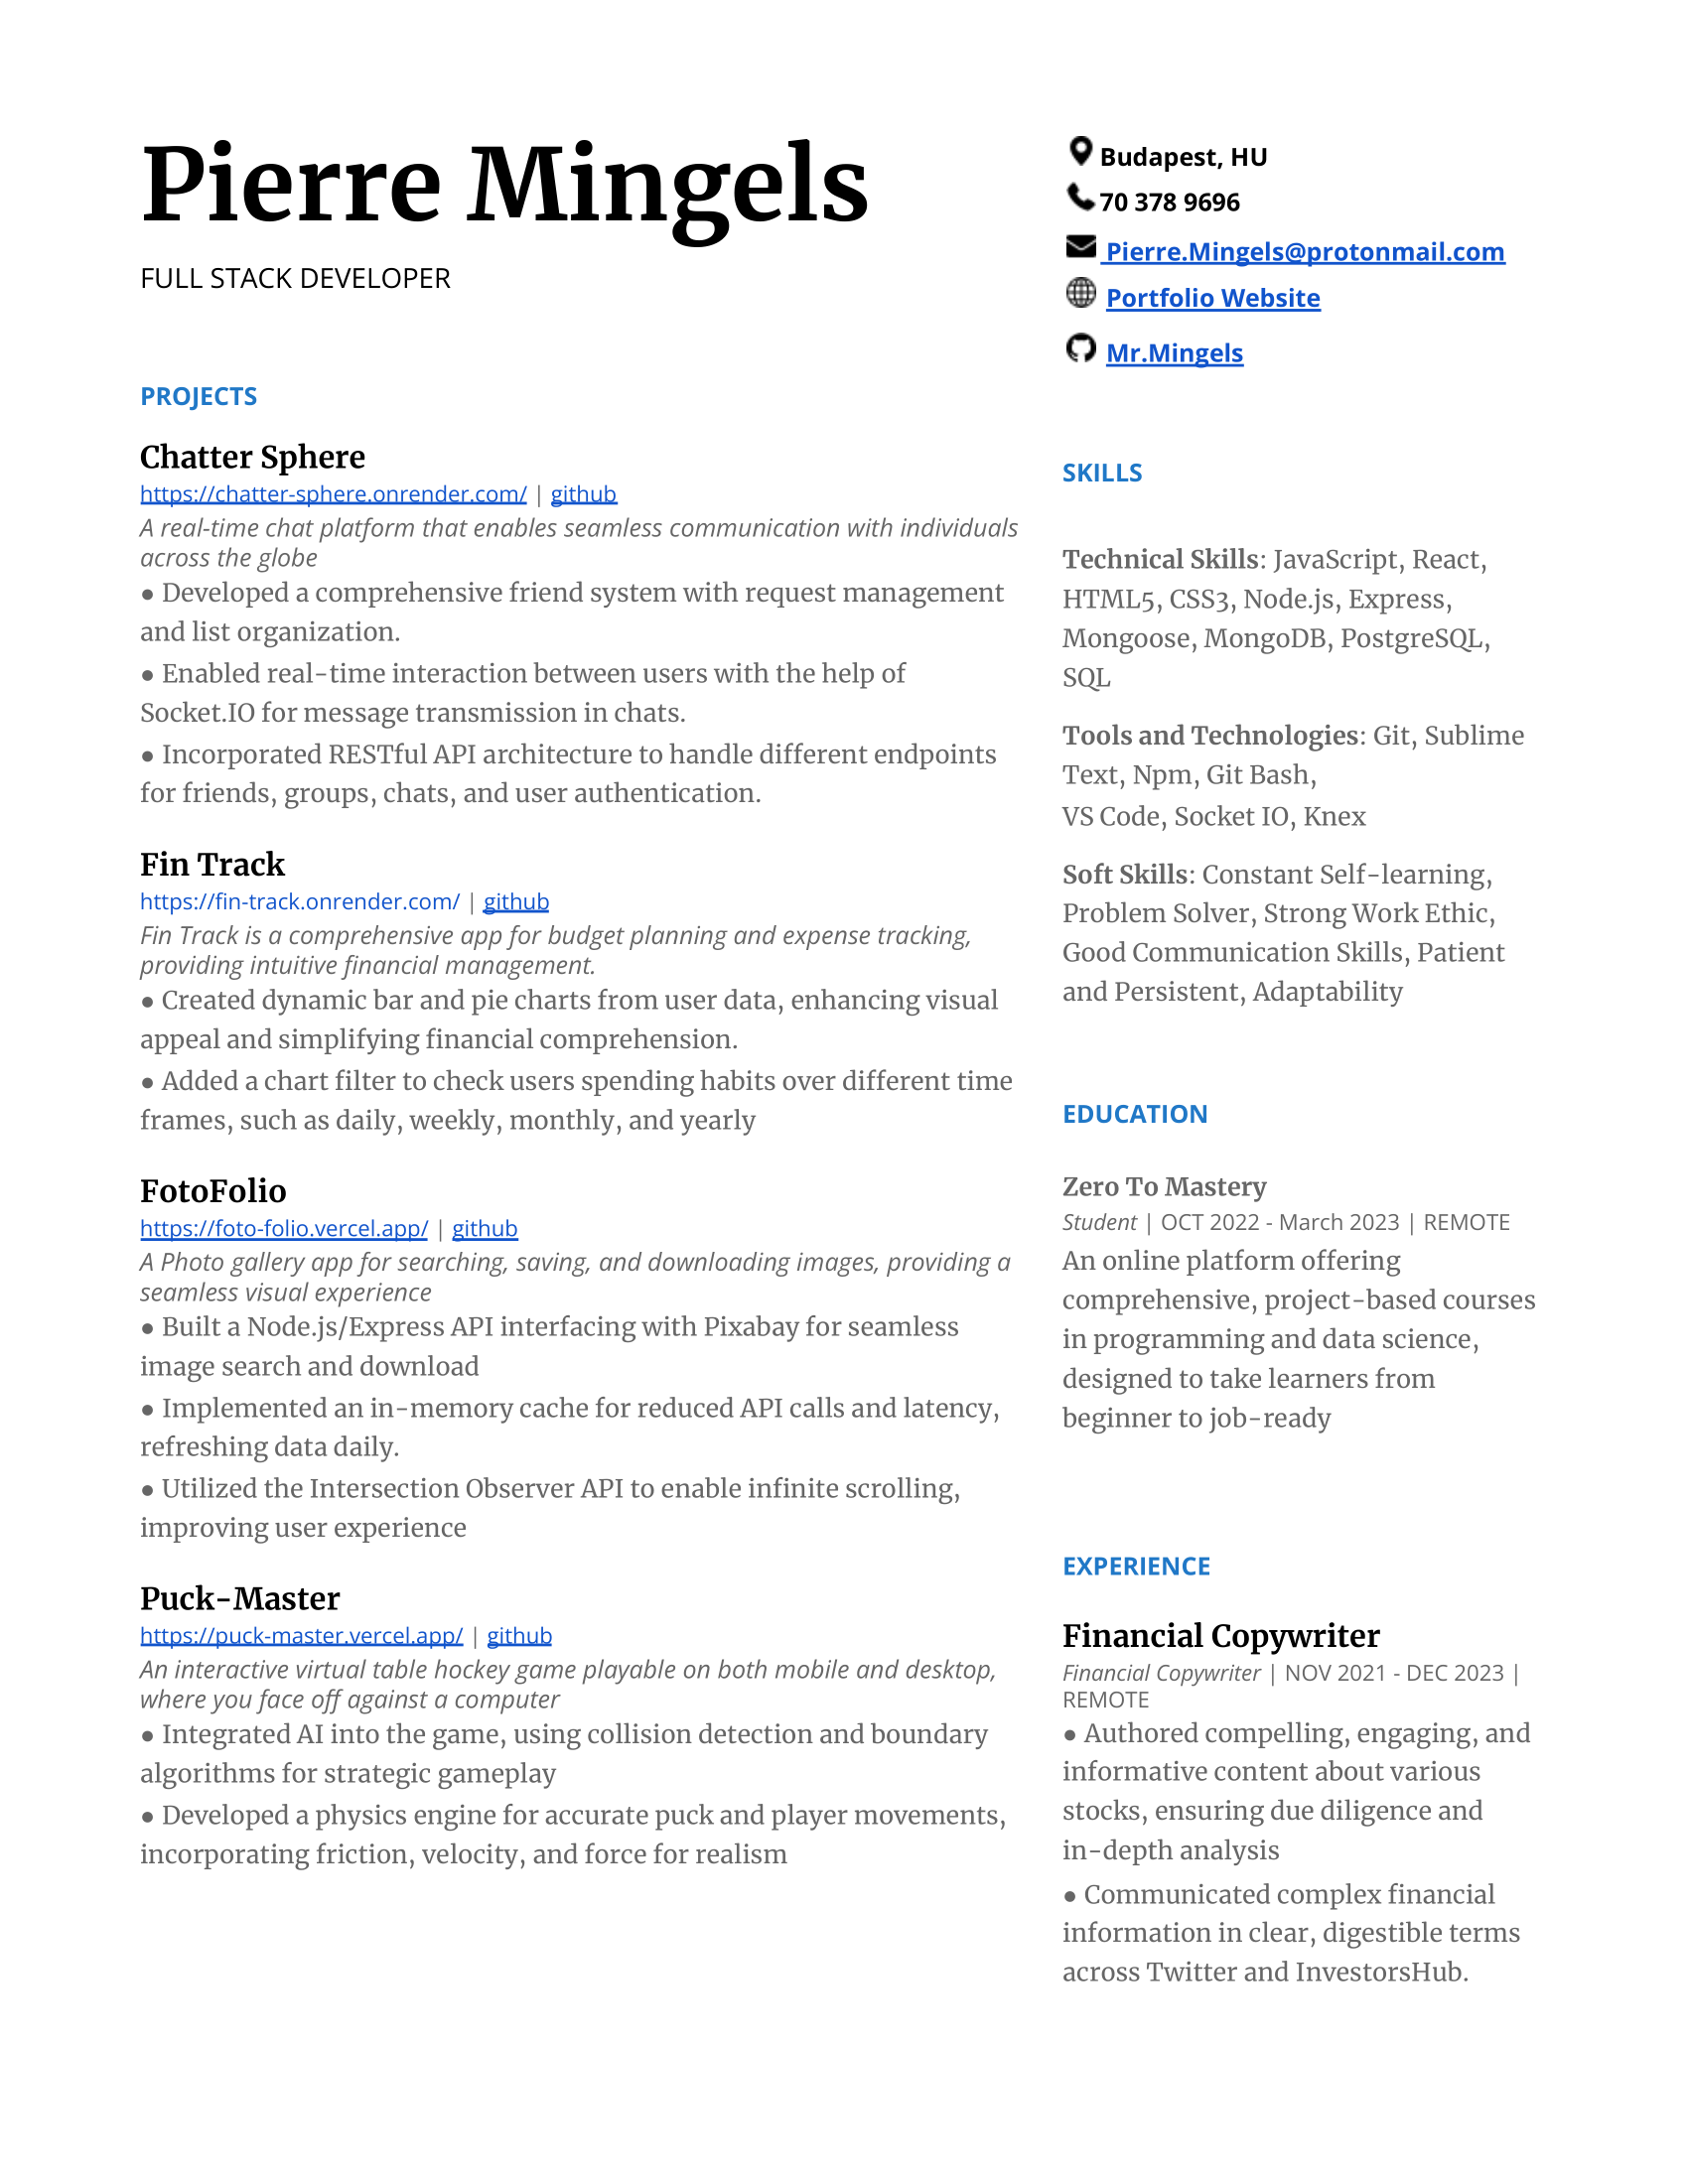 Pierre Mingels
FULL STACK DEVELOPER
Budapest, HU
70 378 9696
Pierre.Mingels@protonmail.com
Portfolio Website
Mr.Mingels
PROJECTS
Chatter Sphere
https://chatter-sphere.onrender.com/ | github
A real-time chat platform that enables seamless communication with individuals
across the globe
● Developed a comprehensive friend system with request management
and list organization.
● Enabled real-time interaction between users with the help of
Socket.IO for message transmission in chats.
● Incorporated RESTful API architecture to handle different endpoints
for friends, groups, chats, and user authentication.
Fin Track
https://fin-track.onrender.com/ | github
Fin Track is a comprehensive app for budget planning and expense tracking,
providing intuitive financial management.
● Created dynamic bar and pie charts from user data, enhancing visual
appeal and simplifying financial comprehension.
● Added a chart filter to check users spending habits over different time
frames, such as daily, weekly, monthly, and yearly
FotoFolio
https://foto-folio.vercel.app/ | github
A Photo gallery app for searching, saving, and downloading images, providing a
seamless visual experience
● Built a Node.js/Express API interfacing with Pixabay for seamless
image search and download
● Implemented an in-memory cache for reduced API calls and latency,
refreshing data daily.
● Utilized the Intersection Observer API to enable infinite scrolling,
improving user experience
Puck-Master
https://puck-master.vercel.app/ | github
An interactive virtual table hockey game playable on both mobile and desktop,
where you face off against a computer
● Integrated AI into the game, using collision detection and boundary
algorithms for strategic gameplay
● Developed a physics engine for accurate puck and player movements,
incorporating friction, velocity, and force for realism
SKILLS
Technical Skills: JavaScript, React,
HTML5, CSS3, Node.js, Express,
Mongoose, MongoDB, PostgreSQL,
SQL
Tools and Technologies: Git, Sublime
Text, Npm, Git Bash,
VS Code, Socket IO, Knex
Soft Skills: Constant Self-learning,
Problem Solver, Strong Work Ethic,
Good Communication Skills, Patient
and Persistent, Adaptability
EDUCATION
Zero To Mastery
Student | OCT 2022 - March 2023 | REMOTE
An online platform offering
comprehensive, project-based courses
in programming and data science,
designed to take learners from
beginner to job-ready
EXPERIENCE
Financial Copywriter
Financial Copywriter | NOV 2021 - DEC 2023 |
REMOTE
● Authored compelling, engaging, and
informative content about various
stocks, ensuring due diligence and
in-depth analysis
● Communicated complex financial
information in clear, digestible terms
across Twitter and InvestorsHub.